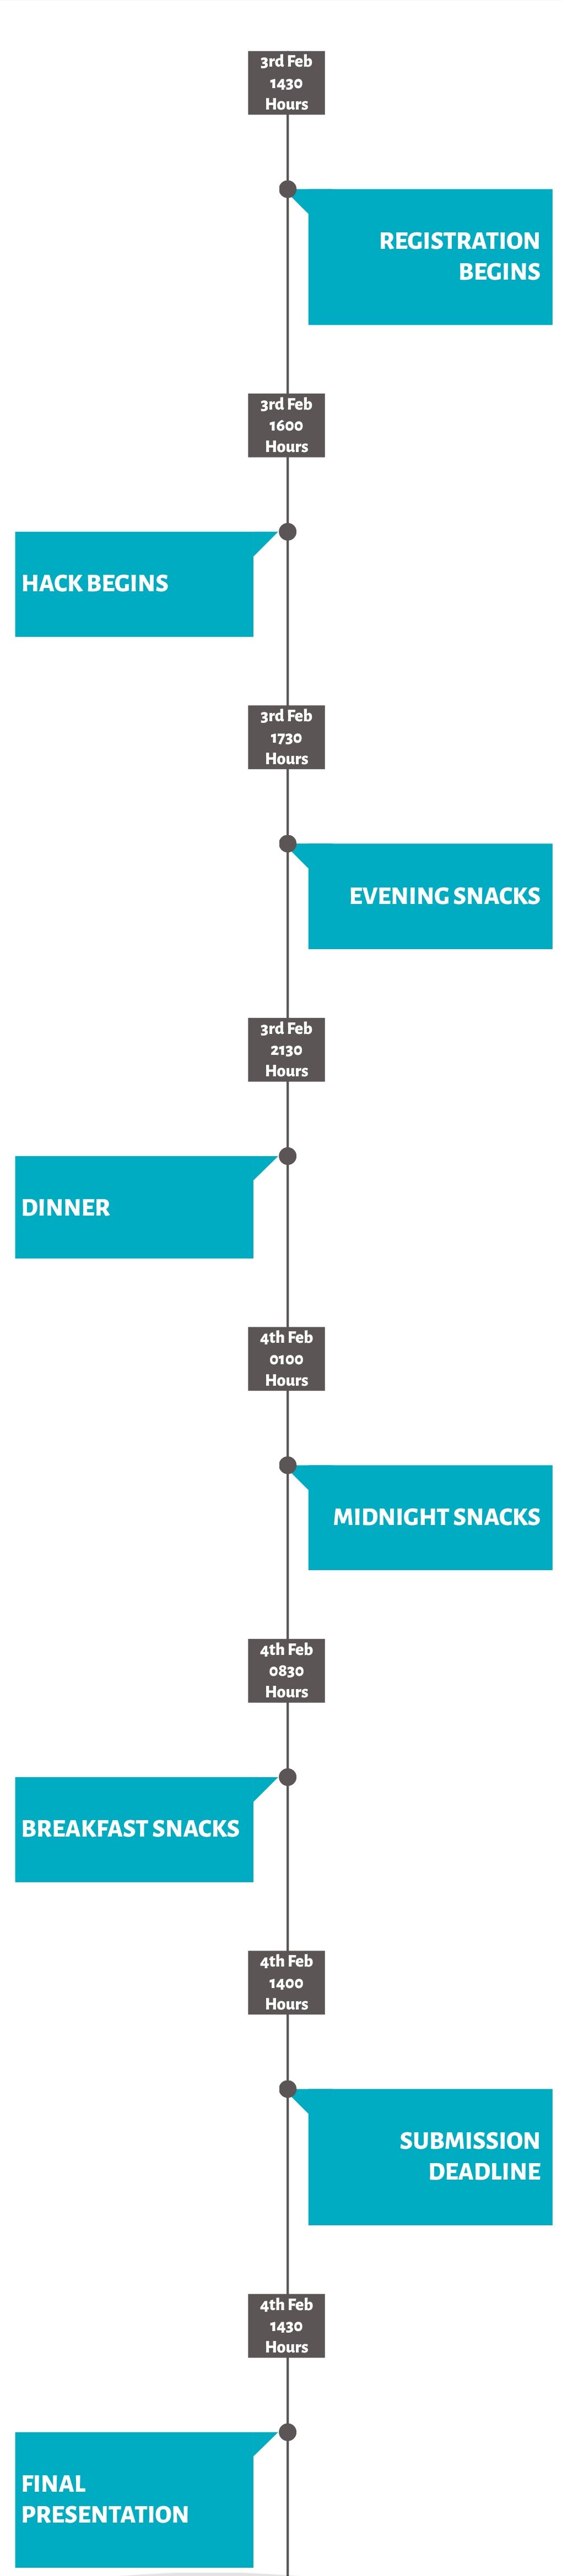 3rd Feb
1430
Hours
REGISTRATION
BEGINS
3rd Feb
1600
Hours
HACK BEGINS
3rd Feb
1730
Hours
EVENING SNACKS
3rd Feb
2130
Hours
DINNER
4th Feb
0100
Hours
MIDNIGHT SNACKS
4th Feb
0830
Hours
BREAKFAST SNACKS
4th Feb
1400
Hours
SUBMISSION
DEADLINE
4th Feb
1430
Hours
FINAL
PRESENTATION